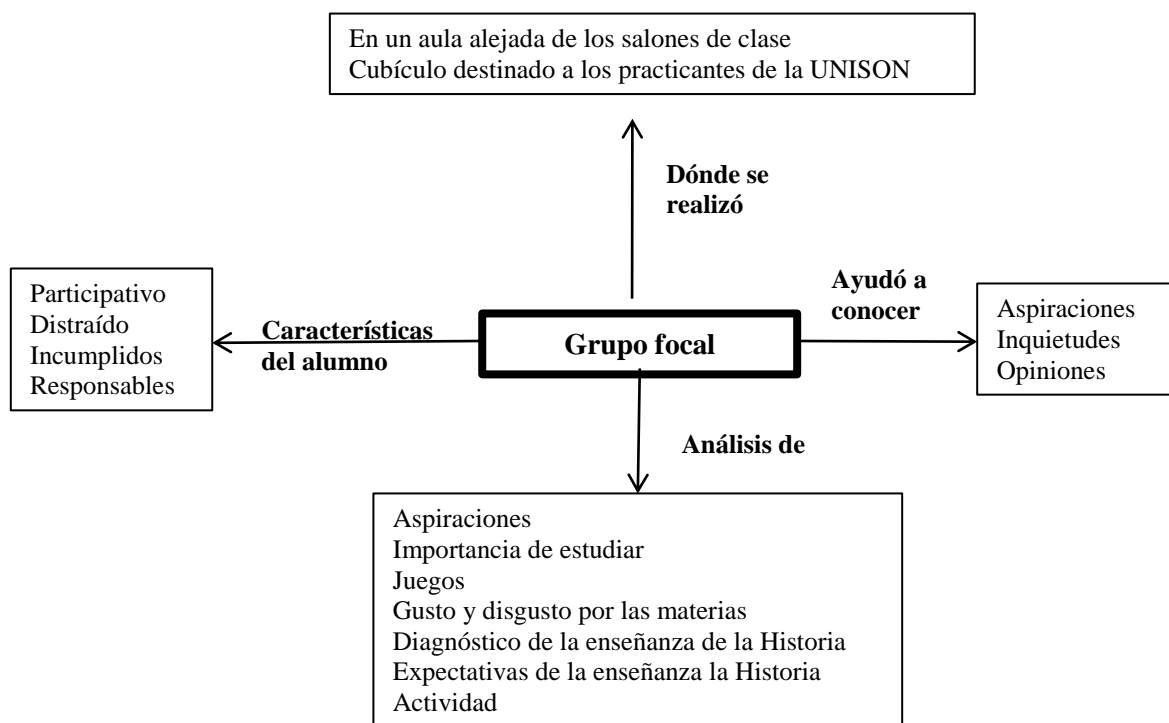 En un aula alejada de los salones de clase
Cubículo destinado a los practicantes de la UNISON
Dónde se
realizó
Participativo
Distraído
Incumplidos
Responsables
Características
del alumno
Grupo focal
Ayudó a
conocer
Aspiraciones
Inquietudes
Opiniones
Análisis de
Aspiraciones
Importancia de estudiar
Juegos
Gusto y disgusto por las materias
Diagnóstico de la enseñanza de la Historia
Expectativas de la enseñanza la Historia
Actividad